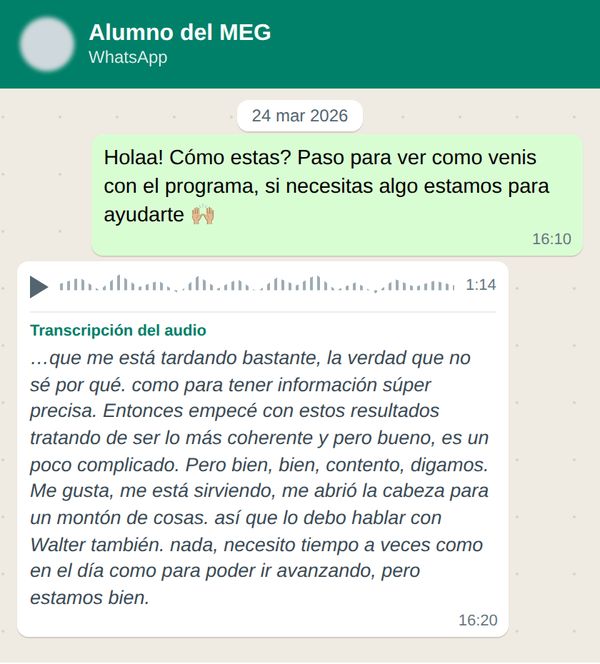 Alumno del MEG
WhatsApp
24 mar 2026
Holaa! Cómo estas? Paso para ver como venis
con el programa, si necesitas algo estamos para
ayudarte 🙌🏼
16:10
1:14
Transcripción del audio
…que me está tardando bastante, la verdad que no
sé por qué. como para tener información súper
precisa. Entonces empecé con estos resultados
tratando de ser lo más coherente y pero bueno, es un
poco complicado. Pero bien, bien, contento, digamos.
Me gusta, me está sirviendo, me abrió la cabeza para
un montón de cosas. así que lo debo hablar con
Walter también. nada, necesito tiempo a veces como
en el día como para poder ir avanzando, pero
estamos bien.
16:20